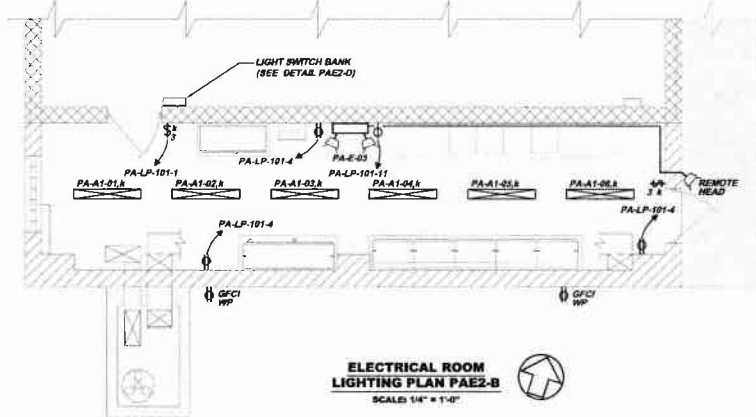 LIGHT SWITCH BANK
(SEE DETAIL PAE2-D)
k
3
PA-LP-101-4
PA-E-03
PA-LP-101-1
PA-LP-101-11
PA-A1-01,k
PA-A1-02,k
PA-A1-03,k
PA-A1-04,k
PA-A1-05,k
PA-A1-06,k
3 k
REMOTE
HEAD
PA-LP-101-4
PA-LP-101-4
GFCI
WP
GFCI
WP
ELECTRICAL ROOM
LIGHTING PLAN PAE2-B
SCALE: 1/4" = 1'-0"